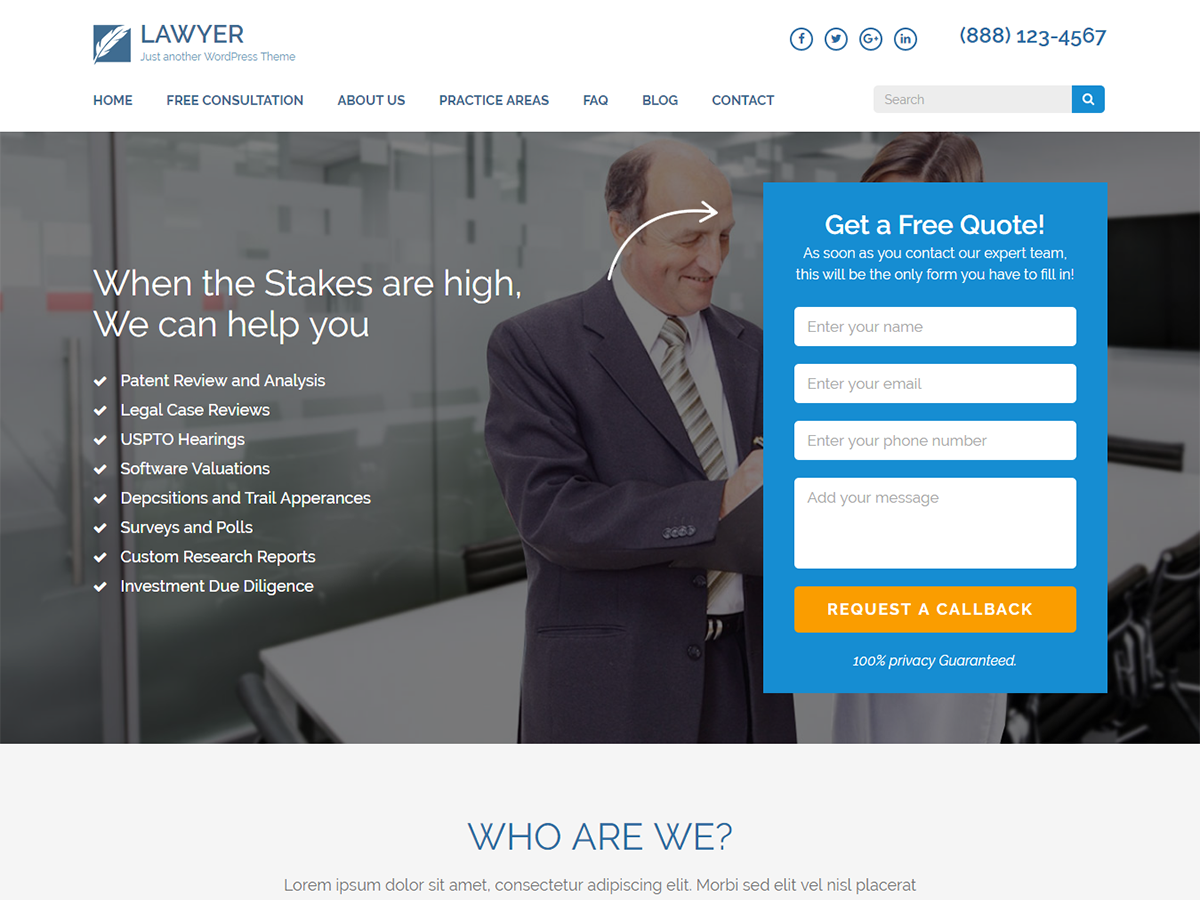 LAWYER
Just another WordPress Theme
(888) 123-4567
HOME FREE CONSULTATION ABOUT US PRACTICE AREAS FAQ BLOG CONTACT
Search
When the Stakes are high,
We can help you
Patent Review and Analysis
Legal Case Reviews
USPTO Hearings
Software Valuations
Depcsitions and Trail Apperances
Surveys and Polls
Custom Research Reports
Investment Due Diligence
Get a Free Quote!
As soon as you contact our expert team,
this will be the only form you have to fill in!
Enter your name
Enter your email
Enter your phone number
Add your message
REQUEST A CALLBACK
100% privacy Guaranteed.
WHO ARE WE?
Lorem ipsum dolor sit amet, consectetur adipiscing elit. Morbi sed elit vel nisl placerat